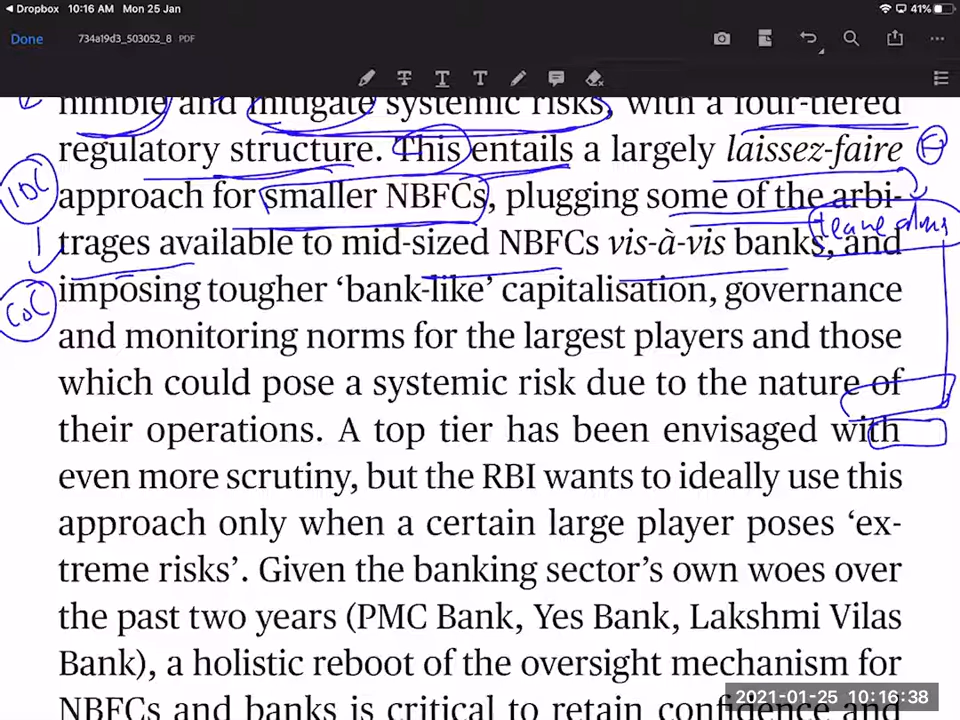 Dropbox 10:16 AM Mon 25 Jan 41%
Done 734a19d3_503052_8 PDF
nimble and mitigate systemic risks, with a four-tiered
regulatory structure. This entails a largely laissez-faire
approach for smaller NBFCs, plugging some of the arbi-
trages available to mid-sized NBFCs vis-à-vis banks, and
imposing tougher ‘bank-like’ capitalisation, governance
and monitoring norms for the largest players and those
which could pose a systemic risk due to the nature of
their operations. A top tier has been envisaged with
even more scrutiny, but the RBI wants to ideally use this
approach only when a certain large player poses ‘ex-
treme risks’. Given the banking sector’s own woes over
the past two years (PMC Bank, Yes Bank, Lakshmi Vilas
Bank), a holistic reboot of the oversight mechanism for
NBFCs and banks is critical to retain confidence and
2021-01-25 10:16:38